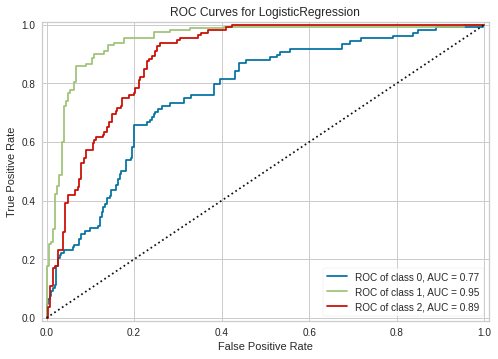 ROC Curves for LogisticRegression
True Positive Rate
1.0
0.8
0.6
0.4
0.2
0.0
0.0 0.2 0.4 0.6 0.8 1.0
False Positive Rate
ROC of class 0, AUC = 0.77
ROC of class 1, AUC = 0.95
ROC of class 2, AUC = 0.89